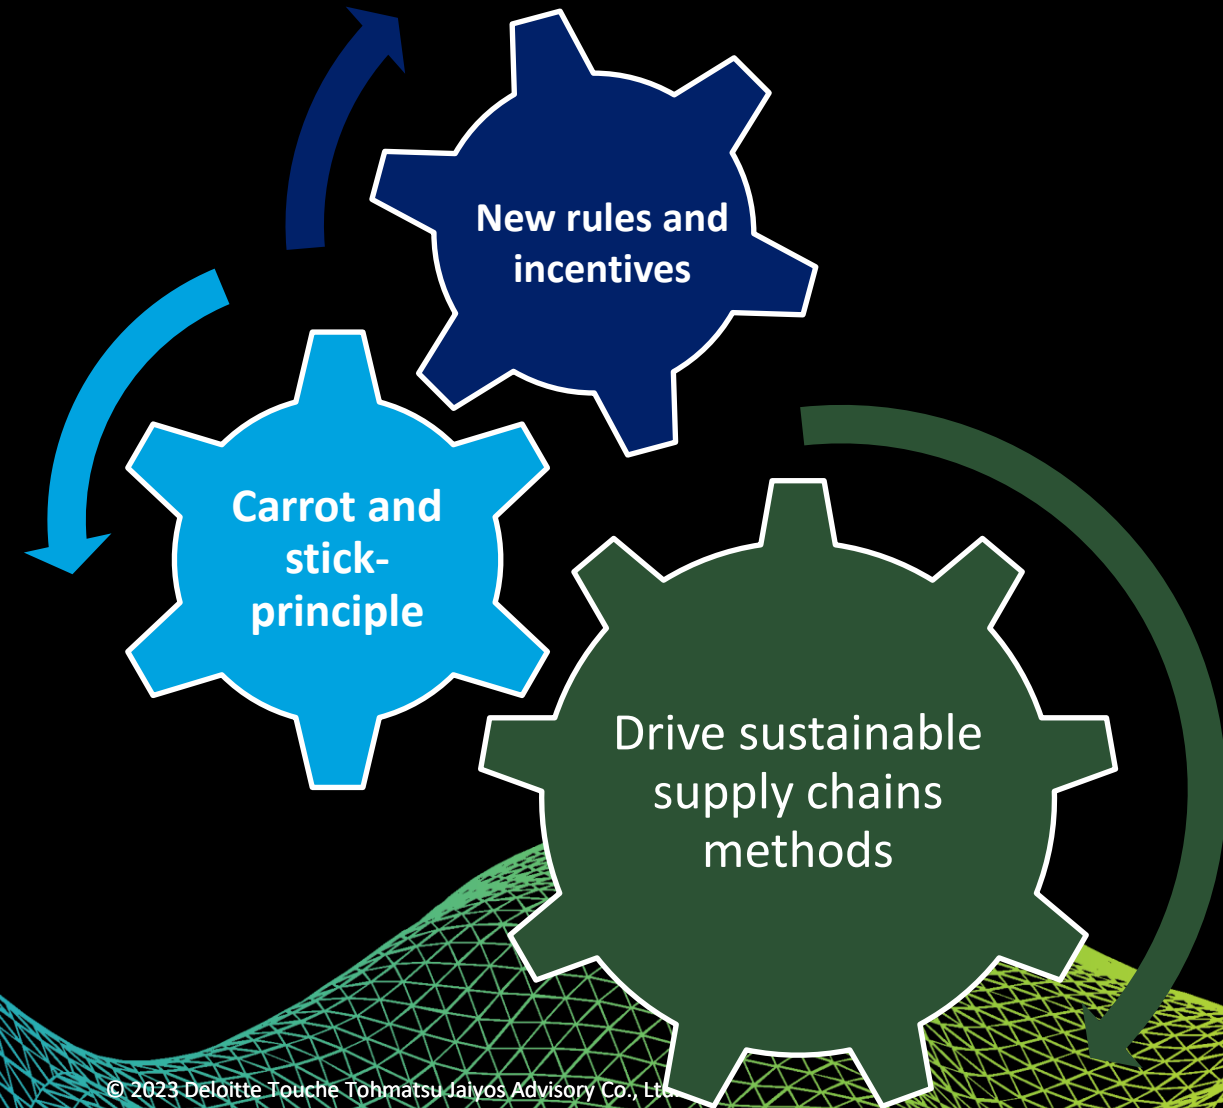 New rules and
incentives
Carrot and
stick-
principle
Drive sustainable
supply chains
methods
© 2023 Deloitte Touche Tohmatsu Jaiyos Advisory Co., Ltd.